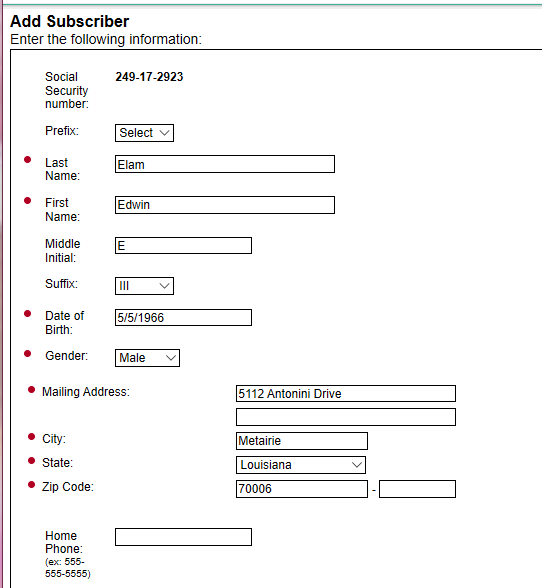 Add Subscriber
Enter the following information:
Social Security number: 249-17-2923
Prefix: Select
Last Name: Elam
First Name: Edwin
Middle Initial: E
Suffix: III
Date of Birth: 5/5/1966
Gender: Male
Mailing Address: 5112 Antonini Drive
City: Metairie
State: Louisiana
Zip Code: 70006 -
Home
Phone:
(ex: 555-
555-5555)